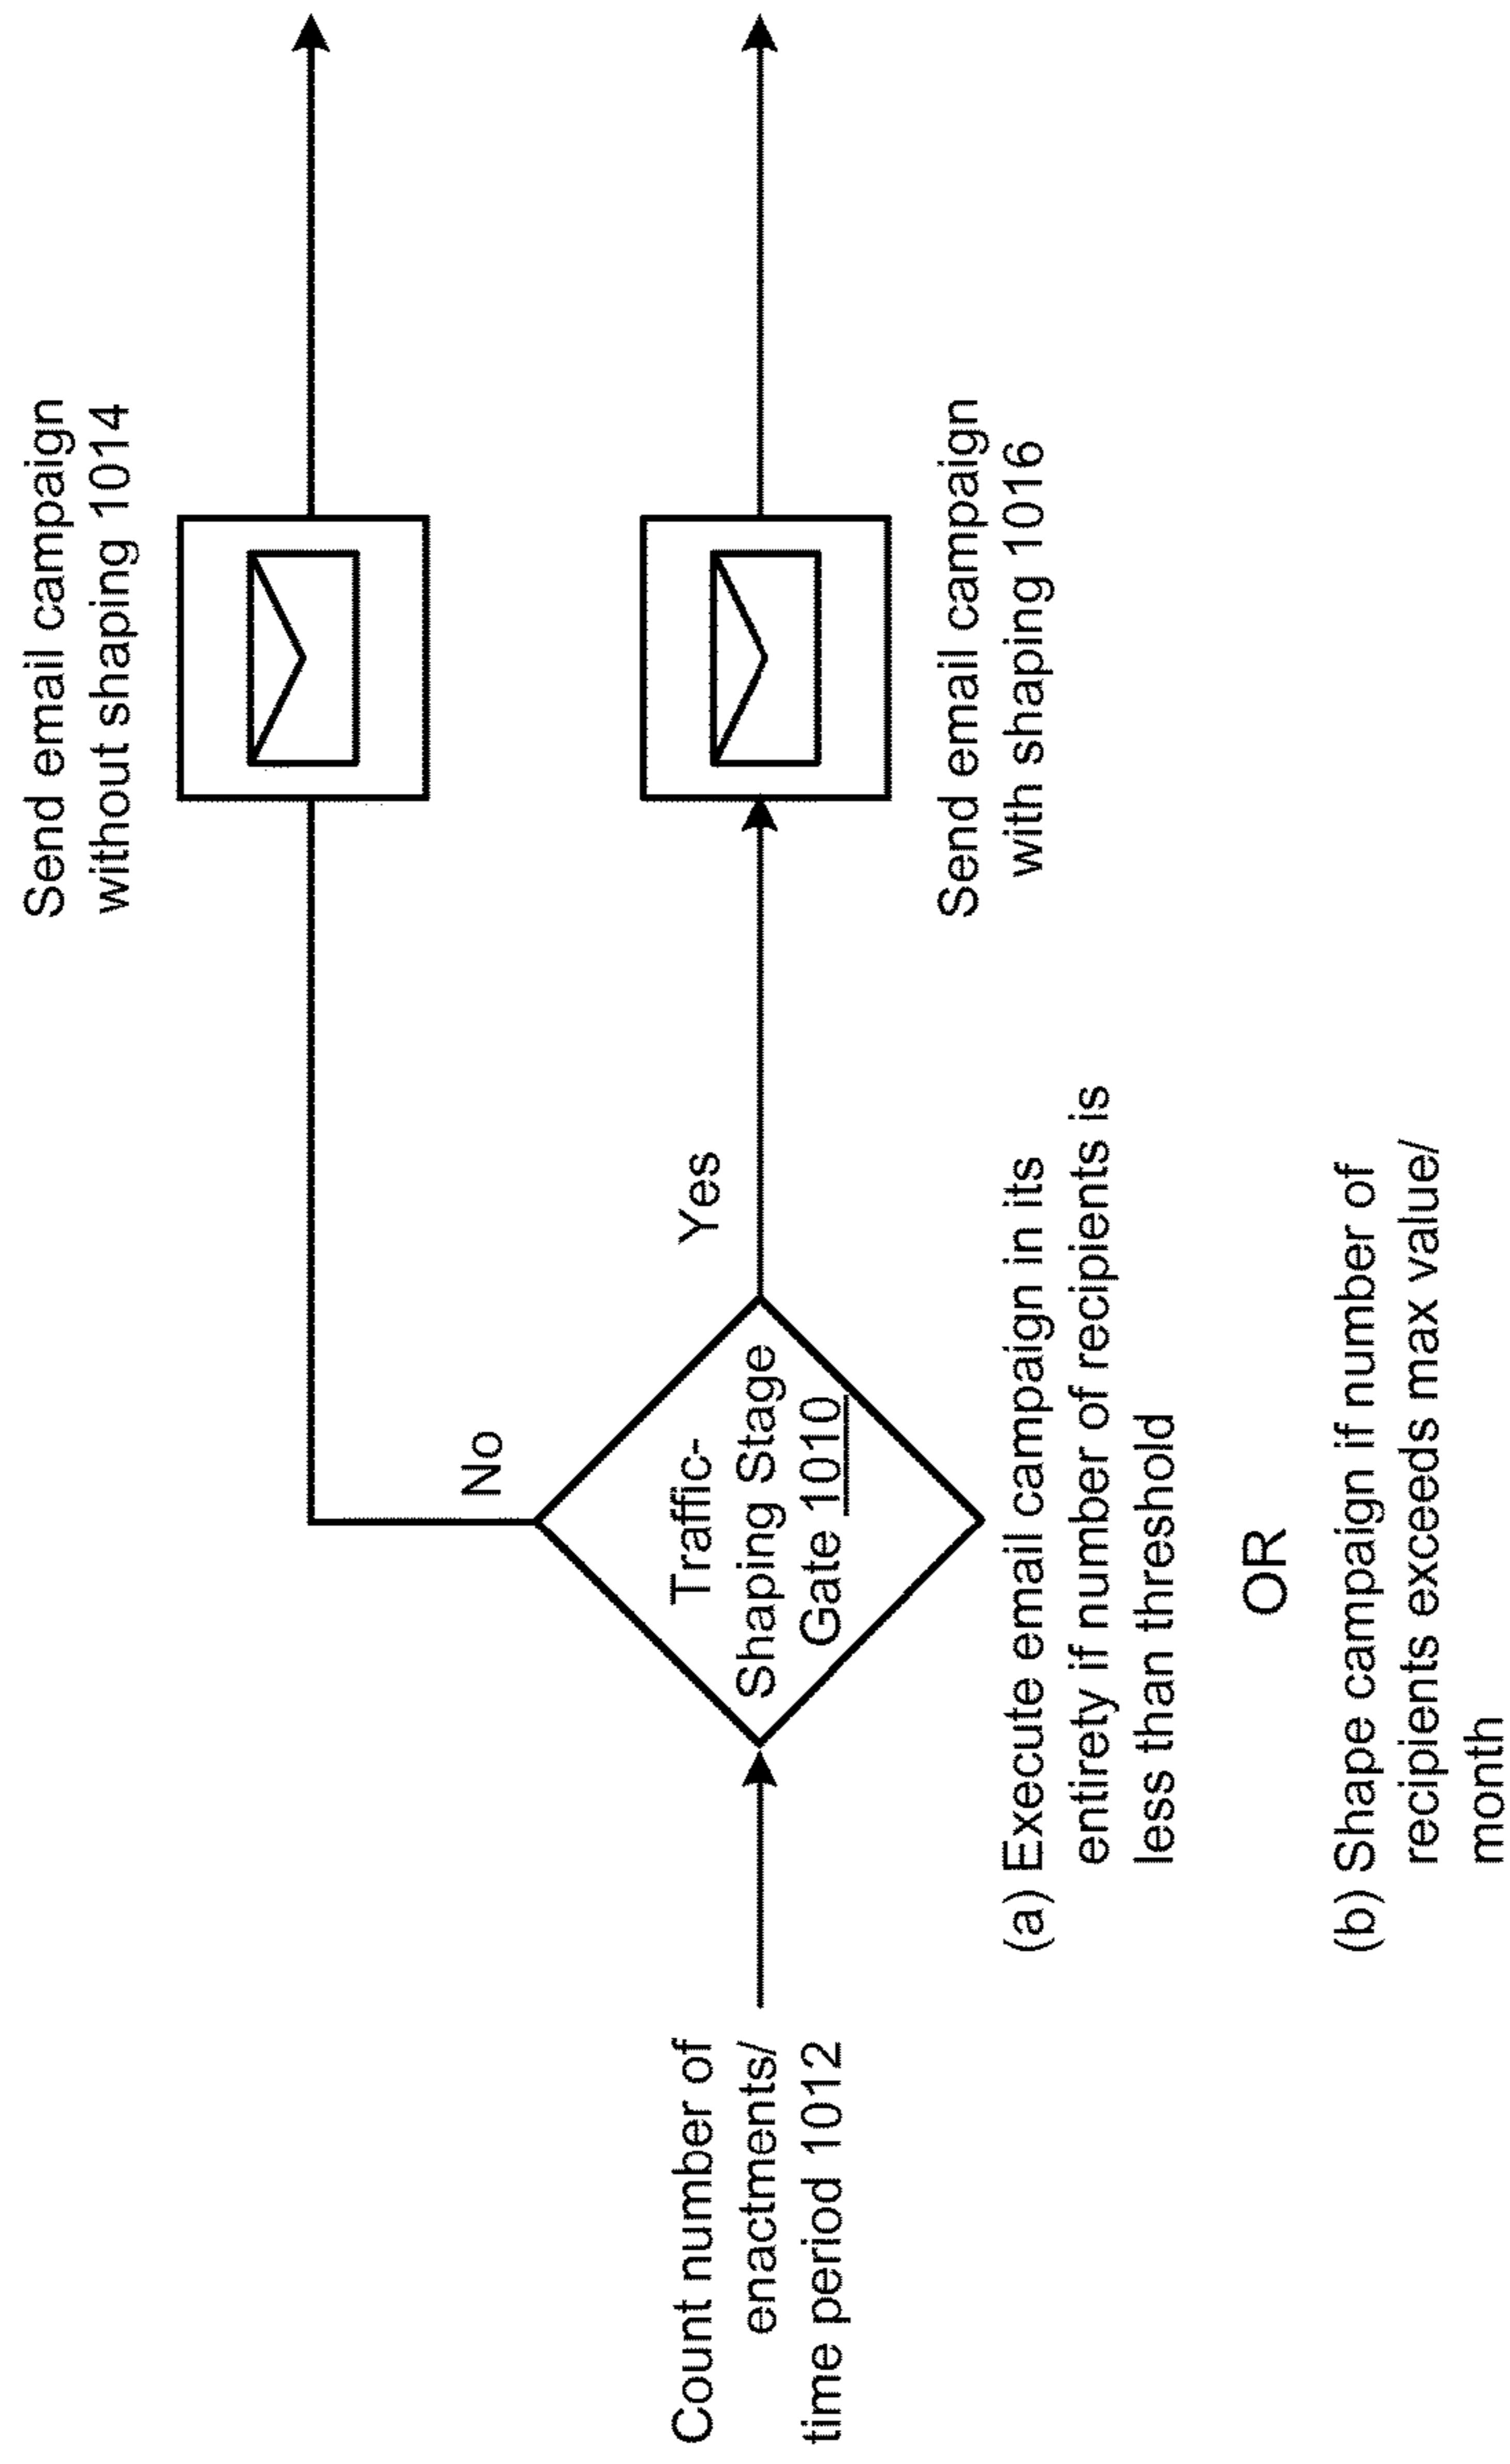 Send email campaign
without shaping 1014
No
Yes
Count number of
enactments/
time period 1012
Traffic-
Shaping Stage
Gate 1010
Send email campaign
with shaping 1016
(a) Execute email campaign in its
entirety if number of recipients is
less than threshold
OR
(b) Shape campaign if number of
recipients exceeds max value/
month